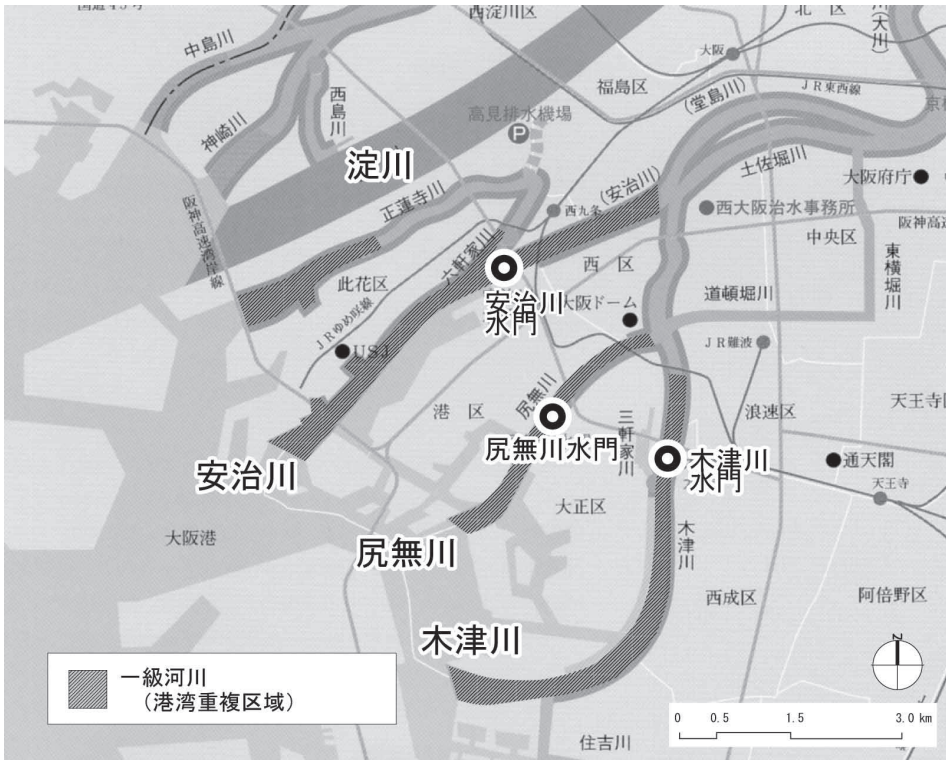 西淀川区
北 区
(大川)
中島川
大阪
福島区
(堂島川)
JR東西線
西島川
高見排水機場
P
神崎川
土佐堀川
淀川
大阪府庁
正蓮寺川
(安治川)
阪神高速湾岸線
西九条
西大阪治水事務所
阪神高速
中央区
六軒家川
西 区
東横堀川
此花区
安治川
水門
大阪ドーム
道頓堀川
JRゆめ咲線
USJ
JR難波
港 区
尻無川
三軒家川
浪速区
天王寺区
尻無川水門
木津川
水門
通天閣
安治川
天王寺
大正区
大阪港
木津川
尻無川
西成区
阿倍野区
木津川
N
一級河川
(港湾重複区域)
0 0.5 1.5 3.0 km
住吉川